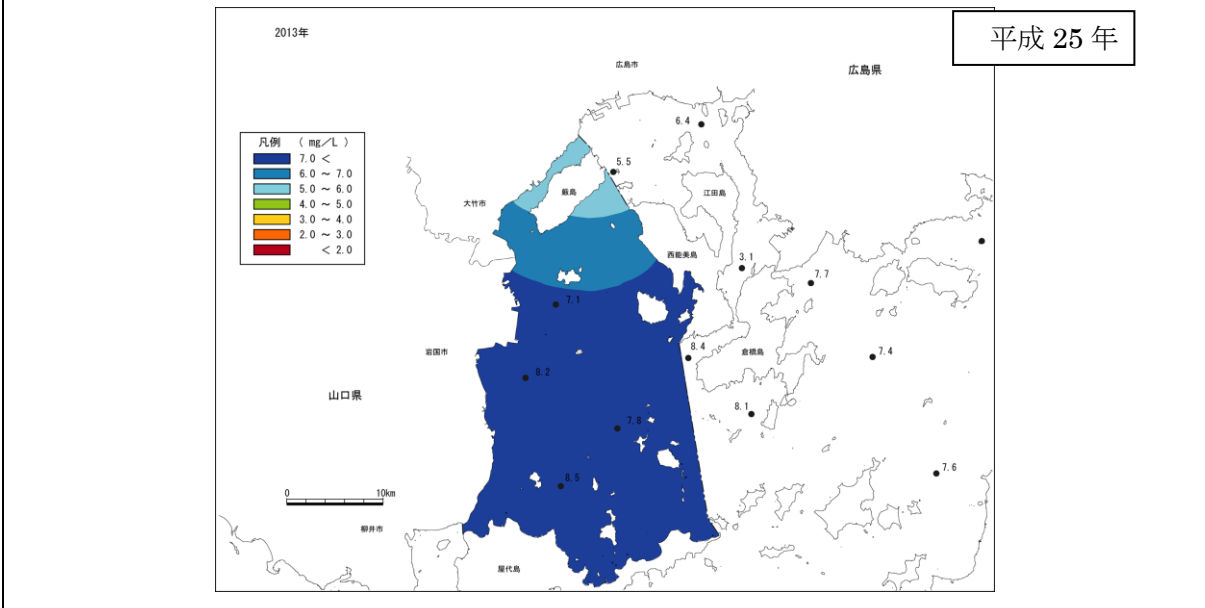 2013年
平成 25 年
広島市
広島県
6.4
凡例 ( mg/L )
7.0 <
6.0 ~ 7.0
5.0 ~ 6.0
4.0 ~ 5.0
3.0 ~ 4.0
2.0 ~ 3.0
< 2.0
5.5
厳島
江田島
大竹市
西能美島
3.1
7.7
7.1
岩国市
8.4
倉橋島
7.4
8.2
山口県
8.1
7.8
7.6
8.5
0
10km
柳井市
屋代島